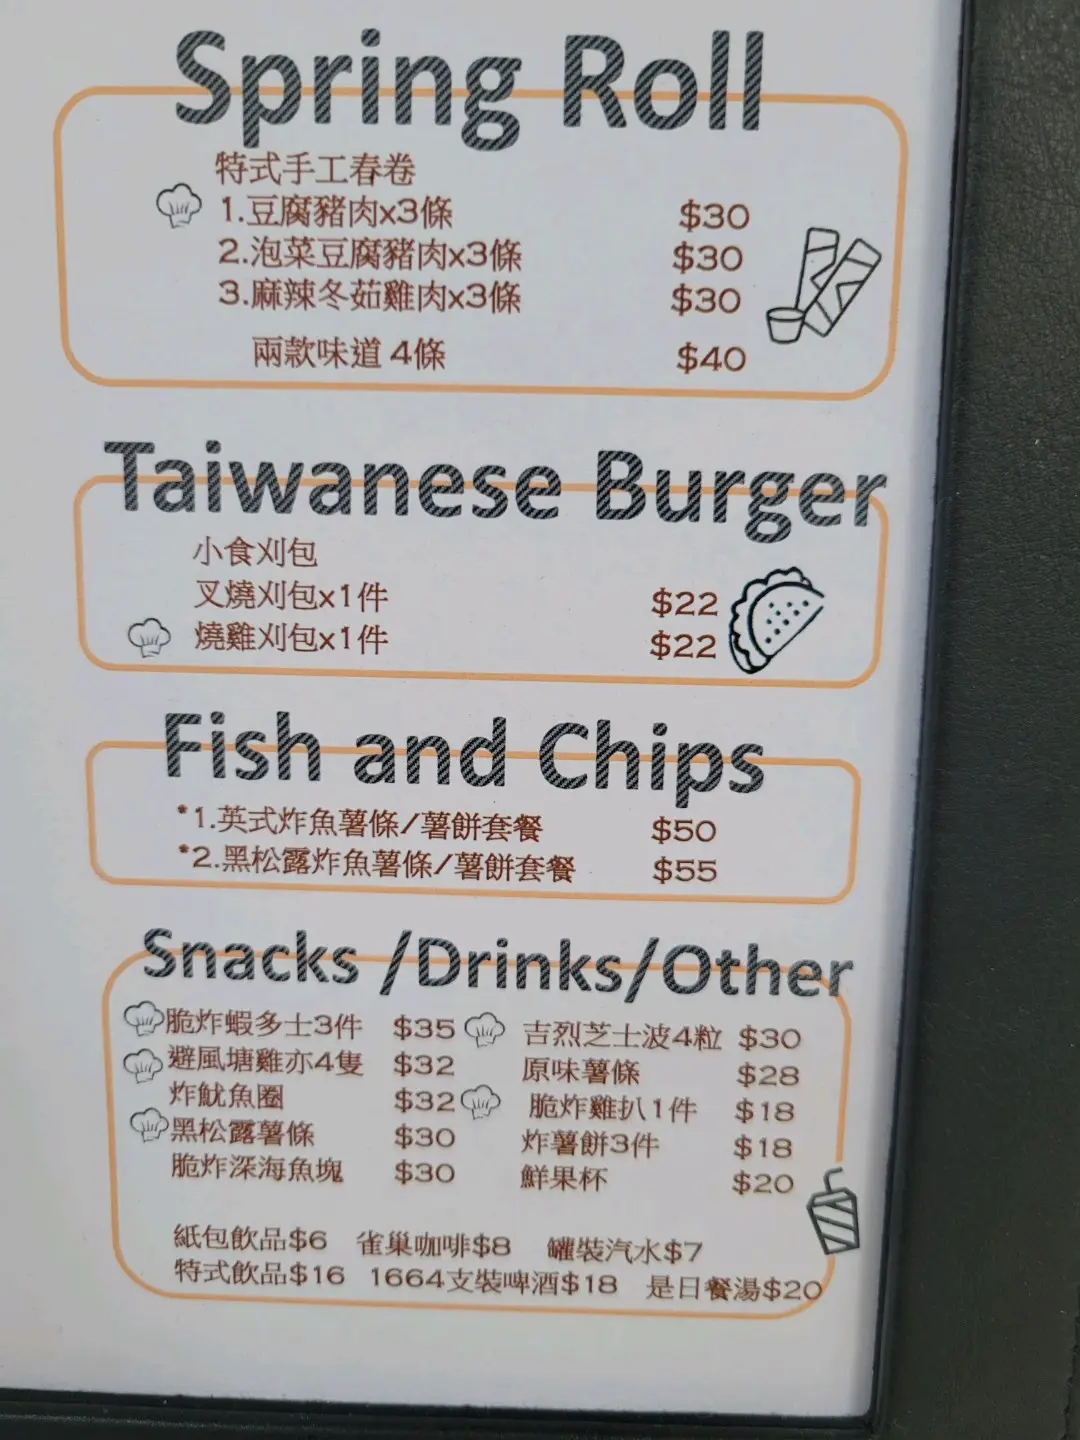 Spring Roll
特式手工春卷
1.豆腐豬肉x3條 $30
2.泡菜豆腐豬肉x3條 $30
3.麻辣冬茹雞肉x3條 $30
兩款味道 4條 $40
Taiwanese Burger
小食刈包
叉燒刈包x1件 $22
燒雞刈包x1件 $22
Fish and Chips
*1.英式炸魚薯條/薯餅套餐 $50
*2.黑松露炸魚薯條/薯餅套餐 $55
Snacks /Drinks/Other
脆炸蝦多士3件 $35 吉烈芝士波4粒 $30
避風塘雞亦4隻 $32 原味薯條 $28
炸魷魚圈 $32 脆炸雞扒1件 $18
黑松露薯條 $30 炸薯餅3件 $18
脆炸深海魚塊 $30 鮮果杯 $20
紙包飲品$6 雀巢咖啡$8 罐裝汽水$7
特式飲品$16 1664支裝啤酒$18 是日餐湯$20